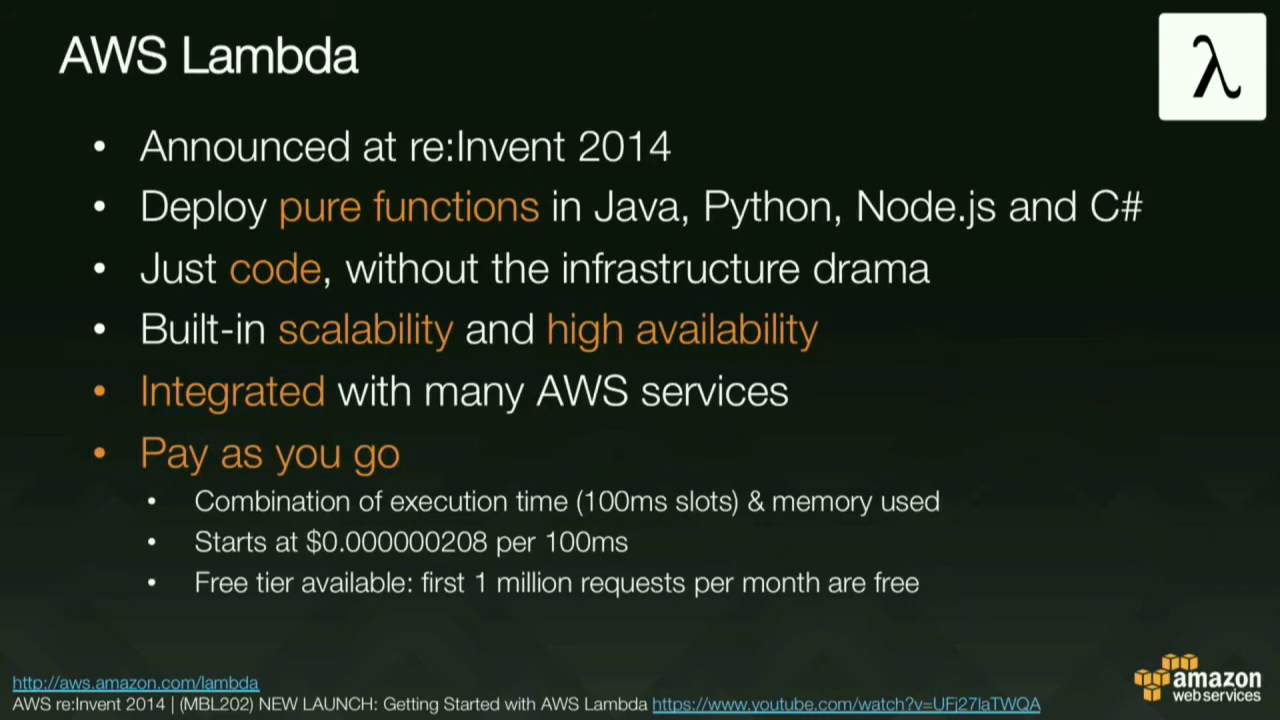 AWS Lambda
λ
• Announced at re:Invent 2014
• Deploy pure functions in Java, Python, Node.js and C#
• Just code, without the infrastructure drama
• Built-in scalability and high availability
• Integrated with many AWS services
• Pay as you go
• Combination of execution time (100ms slots) & memory used
• Starts at $0.000000208 per 100ms
• Free tier available: first 1 million requests per month are free
http://aws.amazon.com/lambda
AWS re:Invent 2014 | (MBL202) NEW LAUNCH: Getting Started with AWS Lambda https://www.youtube.com/watch?v=UFj27laTWQA
amazon
web services